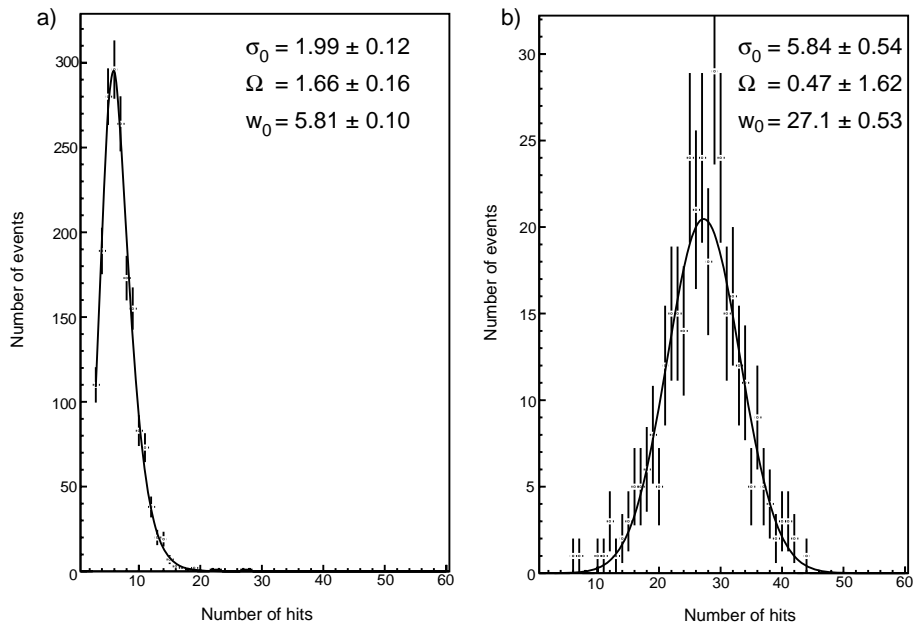 a)
σ0 = 1.99 ± 0.12
Ω = 1.66 ± 0.16
w0 = 5.81 ± 0.10
300
250
200
150
100
50
0
Number of events
10 20 30 40 50 60
Number of hits
b)
σ0 = 5.84 ± 0.54
Ω = 0.47 ± 1.62
w0 = 27.1 ± 0.53
30
25
20
15
10
5
0
Number of events
10 20 30 40 50 60
Number of hits